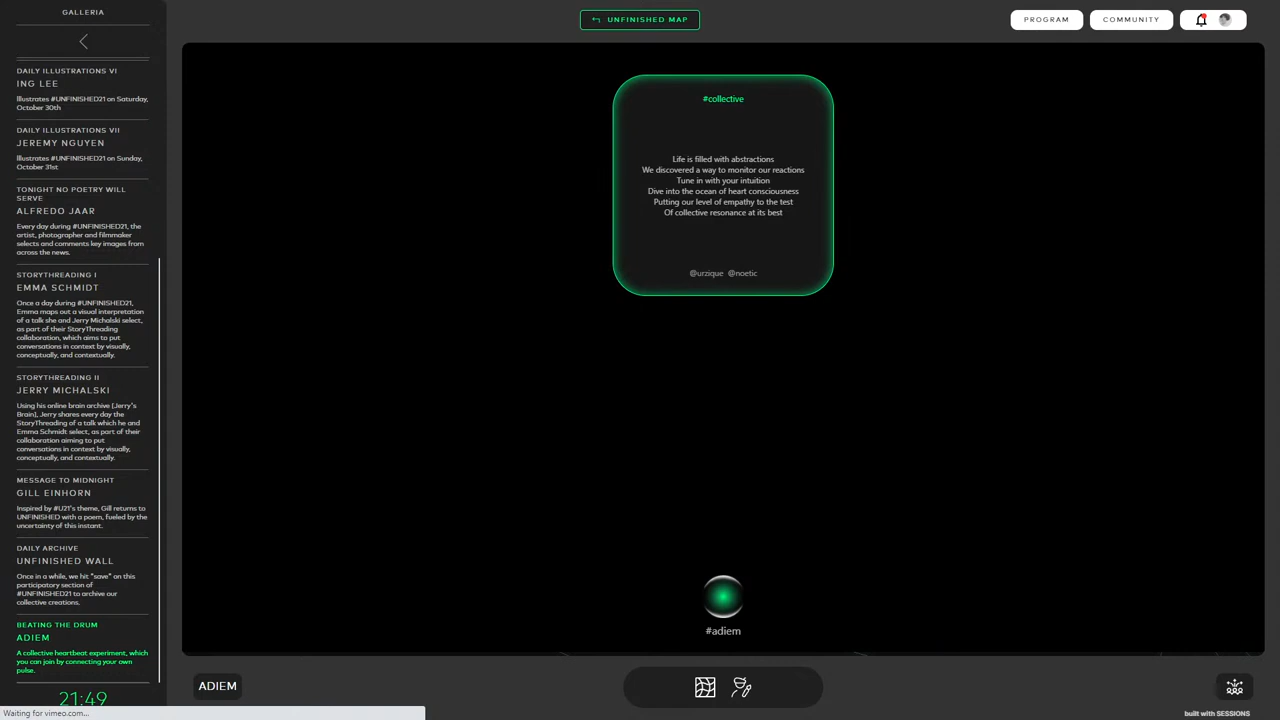 GALLERIA
UNFINISHED MAP
PROGRAM
COMMUNITY
DAILY ILLUSTRATIONS VI
ING LEE
Illustrates #UNFINISHED21 on Saturday,
October 30th
DAILY ILLUSTRATIONS VII
JEREMY NGUYEN
Illustrates #UNFINISHED21 on Sunday,
October 31st
TONIGHT NO POETRY WILL
SERVE
ALFREDO JAAR
Every day during #UNFINISHED21, the
artist, photographer and filmmaker
selects and comments key images from
across the news.
STORYTHREADING I
EMMA SCHMIDT
Once a day during #UNFINISHED21,
Emma maps out a visual interpretation
of a talk she and Jerry Michalski select,
as part of their StoryThreading
collaboration, which aims to put
conversations in context by visually,
conceptually, and contextually.
STORYTHREADING II
JERRY MICHALSKI
Using his online brain archive (Jerry's
Brain), Jerry shares every day the
StoryThreading of a talk which he and
Emma Schmidt select, as part of their
collaboration aiming to put
conversations in context by visually,
conceptually, and contextually.
MESSAGE TO MIDNIGHT
GILL EINHORN
Inspired by #U21's theme, Gill returns to
UNFINISHED with a poem, fueled by the
uncertainty of this instant.
DAILY ARCHIVE
UNFINISHED WALL
Once in a while, we hit "save" on this
participatory section of
#UNFINISHED21 to archive our
collective creations.
BEATING THE DRUM
ADIEM
A collective heartbeat experiment, which
you can join by connecting your own
pulse.
21:49
Waiting for vimeo.com...
#collective
Life is filled with abstractions
We discovered a way to monitor our reactions
Tune in with your intuition
Dive into the ocean of heart consciousness
Putting our level of empathy to the test
Of collective resonance at its best
@urzique @noetic
#adiem
ADIEM
built with SESSIONS